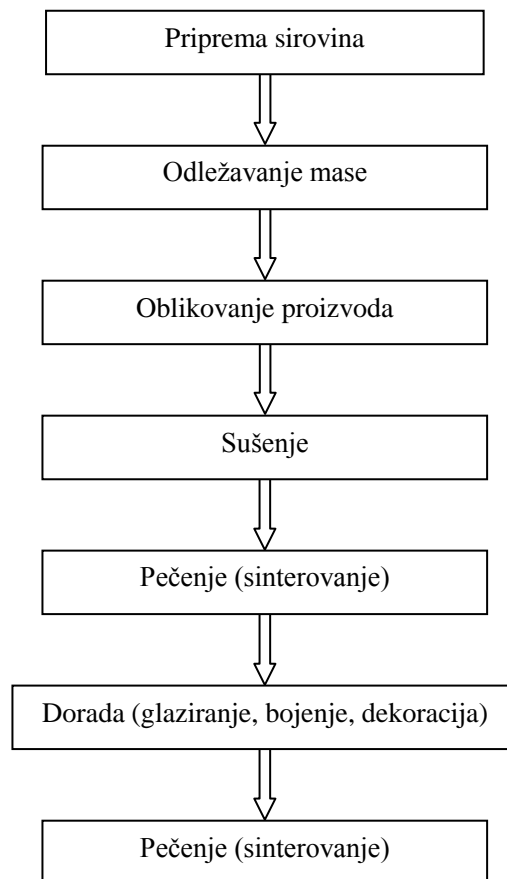 Priprema sirovina
Odležavanje mase
Oblikovanje proizvoda
Sušenje
Pečenje (sinterovanje)
Dorada (glaziranje, bojenje, dekoracija)
Pečenje (sinterovanje)